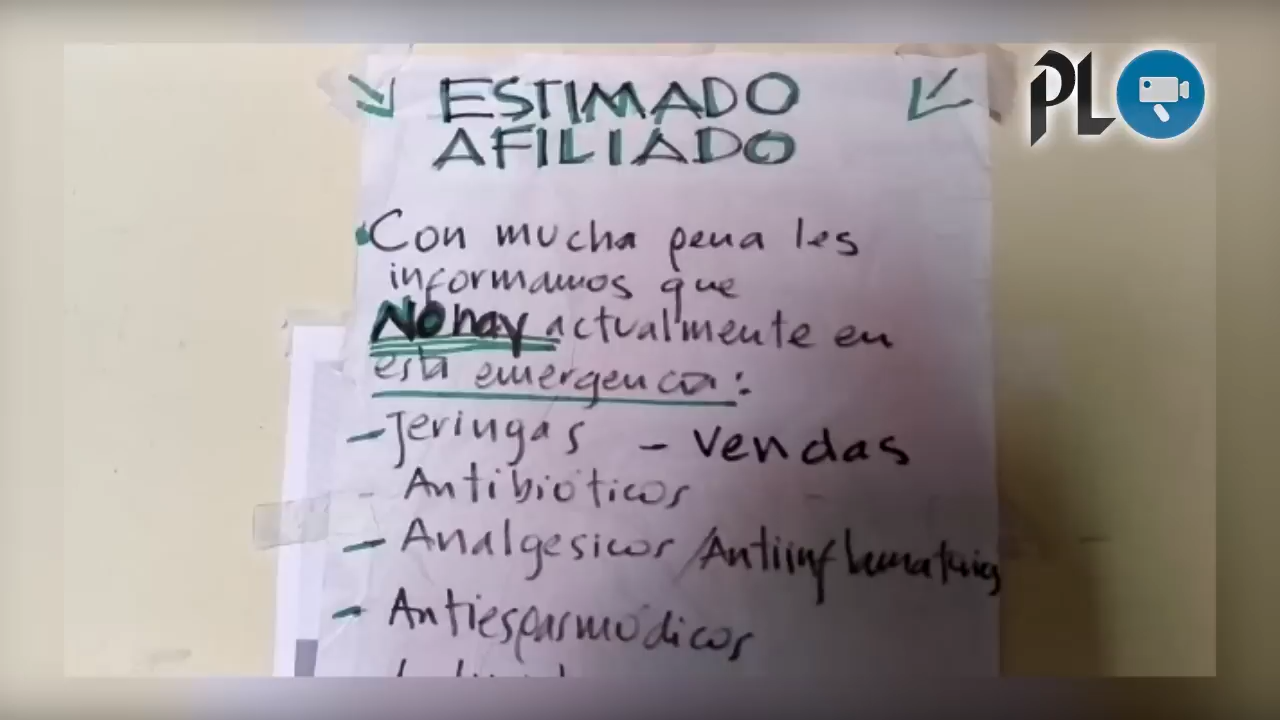 PL
ESTIMADO
AFILIADO
Con mucha pena les
informamos que
No hay actualmente en
esta emergencia:
- Jeringas - Vendas
- Antibióticos
- Analgésicos /Antiinflamatorios
- Antiespasmódicos